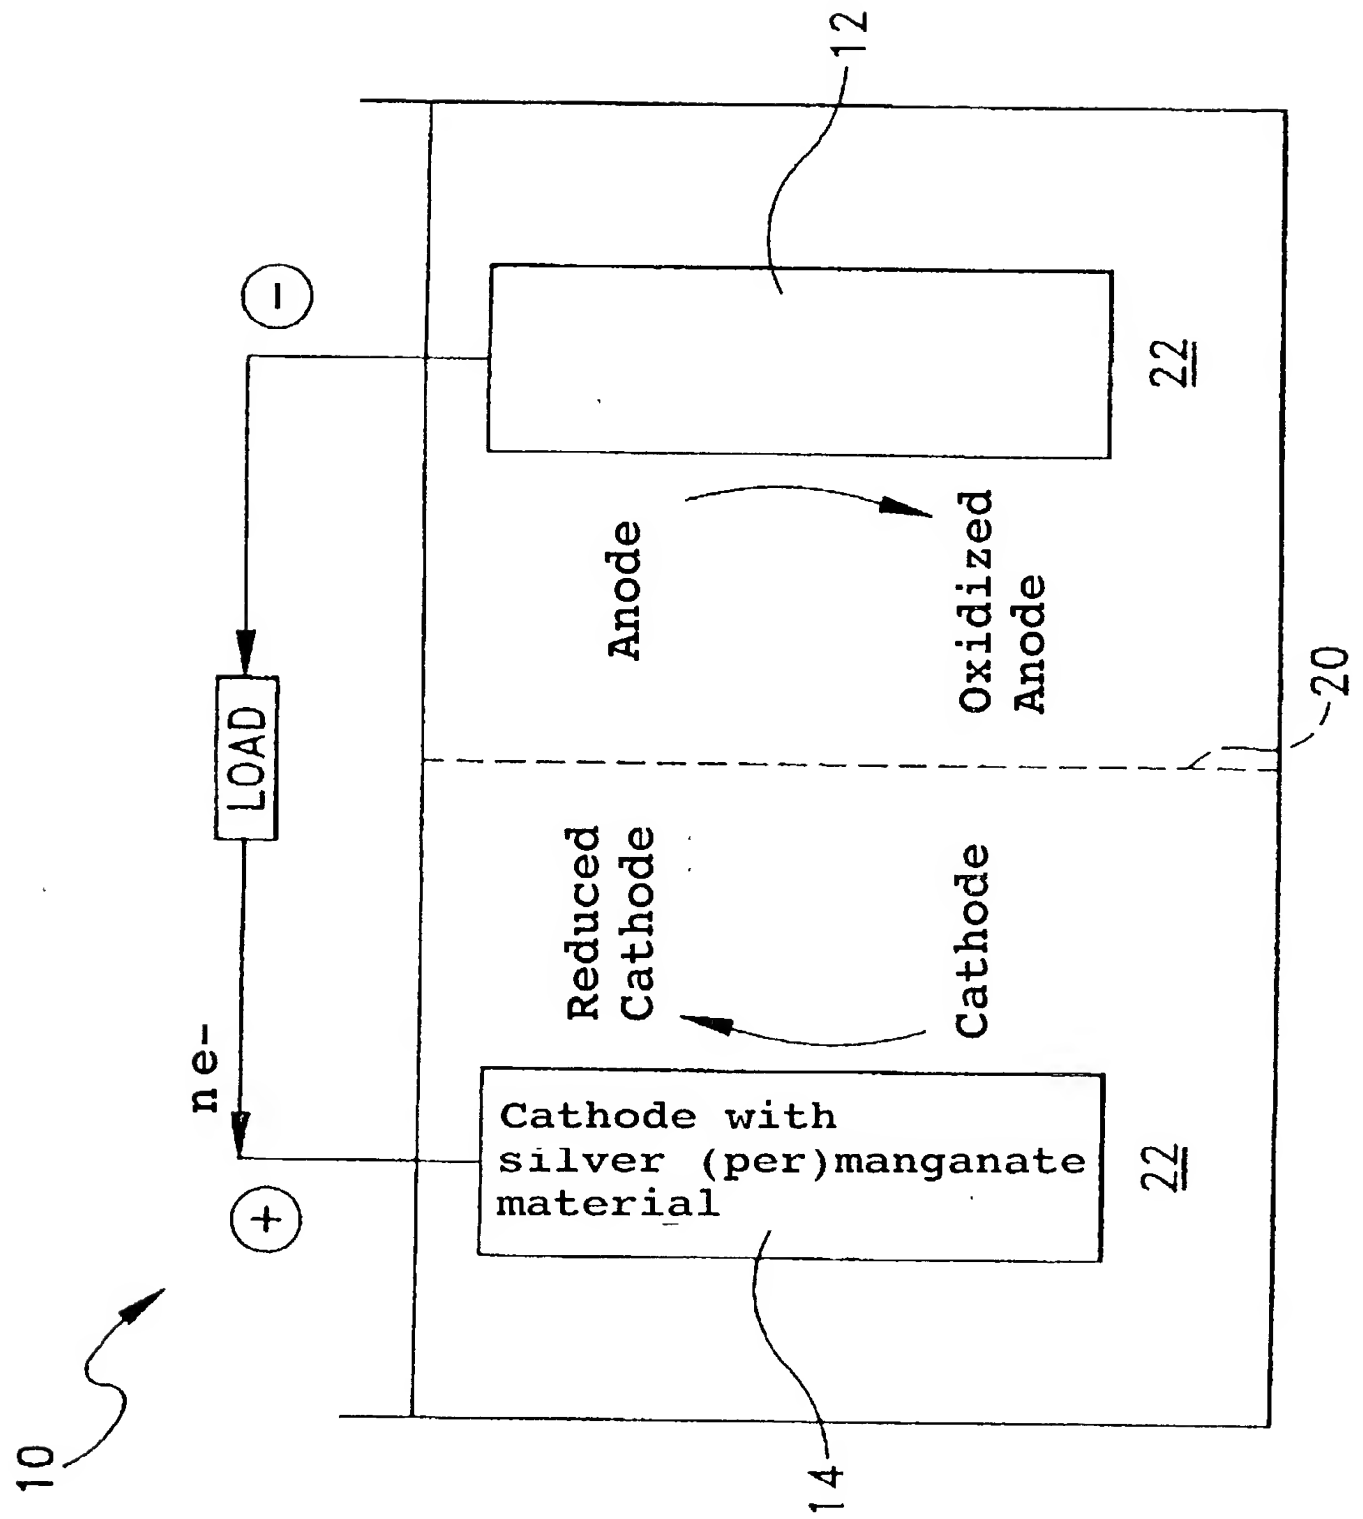 10
ne-
+
LOAD
-
Reduced
Cathode
Anode
Cathode with
silver (per)manganate
material
14
12
Cathode
Oxidized
Anode
22
22
20